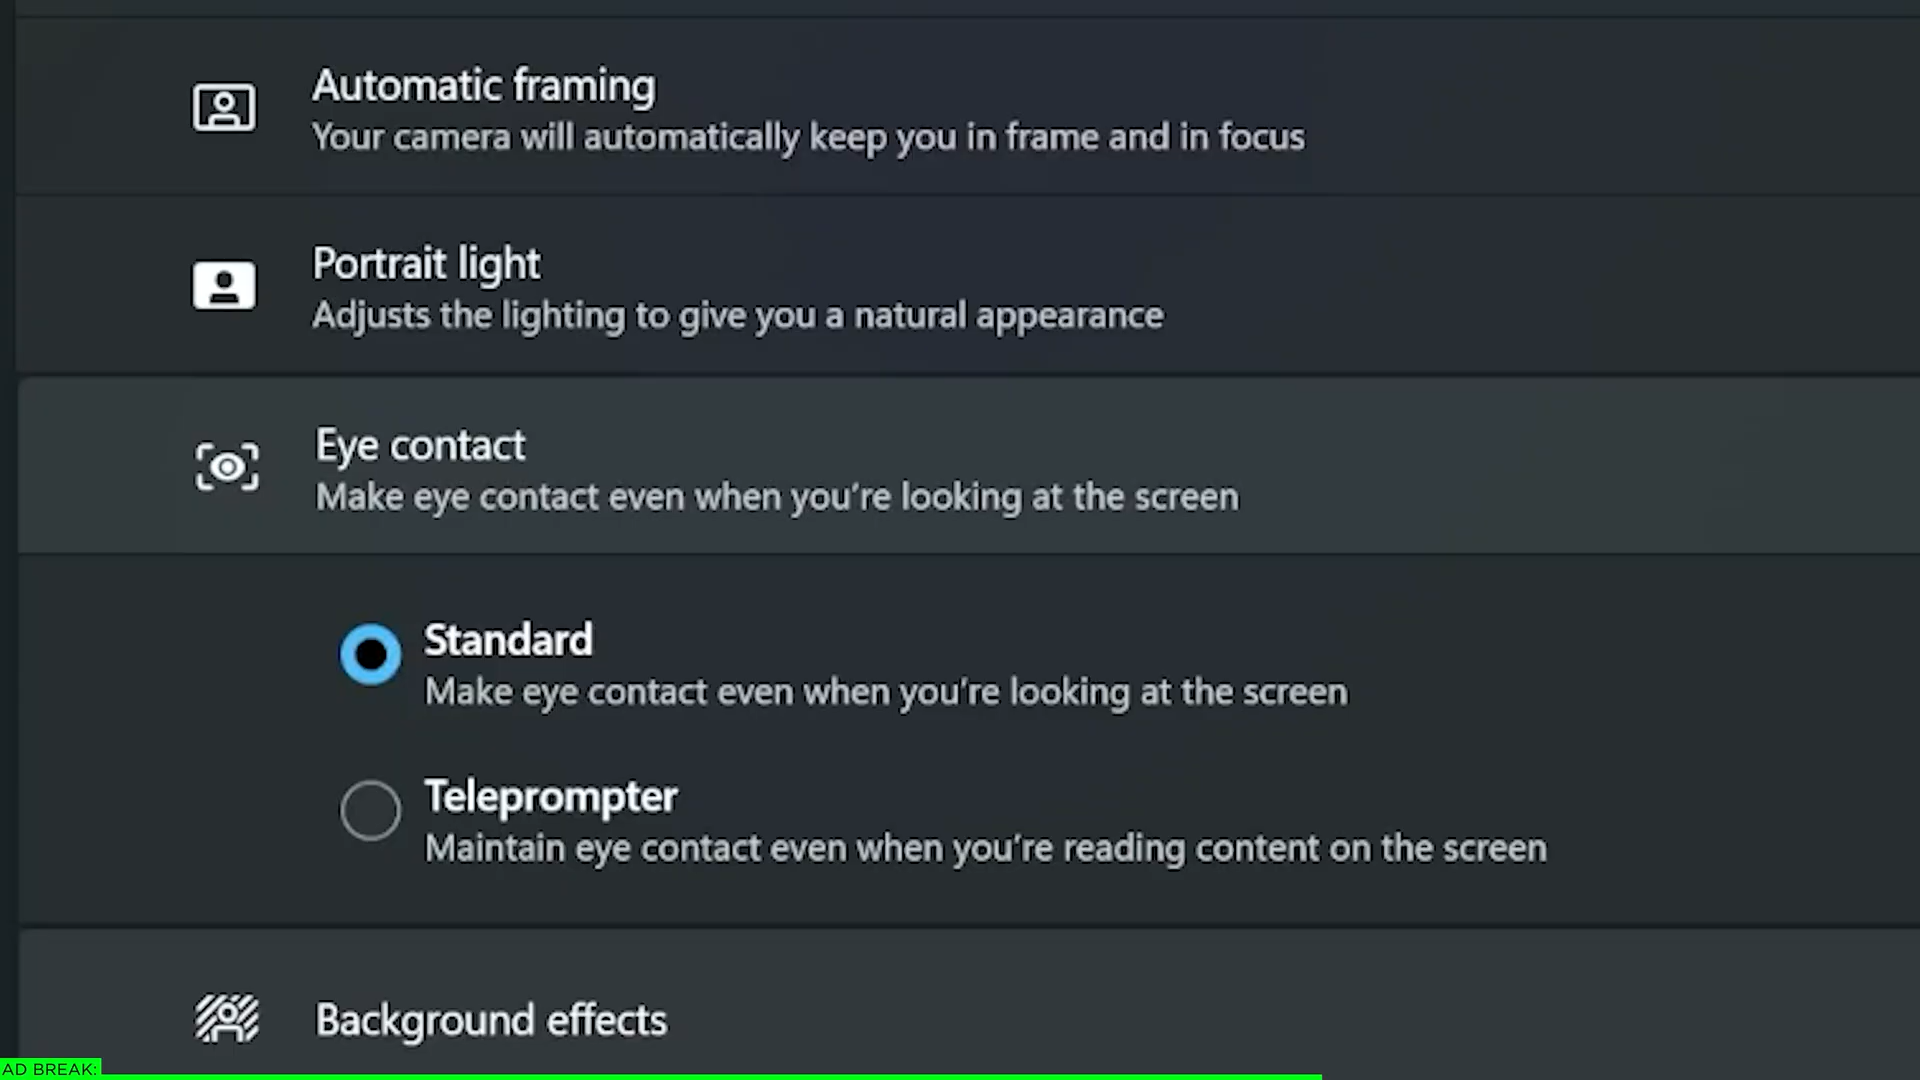 Automatic framing
Your camera will automatically keep you in frame and in focus
Portrait light
Adjusts the lighting to give you a natural appearance
Eye contact
Make eye contact even when you’re looking at the screen
Standard
Make eye contact even when you’re looking at the screen
Teleprompter
Maintain eye contact even when you’re reading content on the screen
Background effects
AD BREAK: